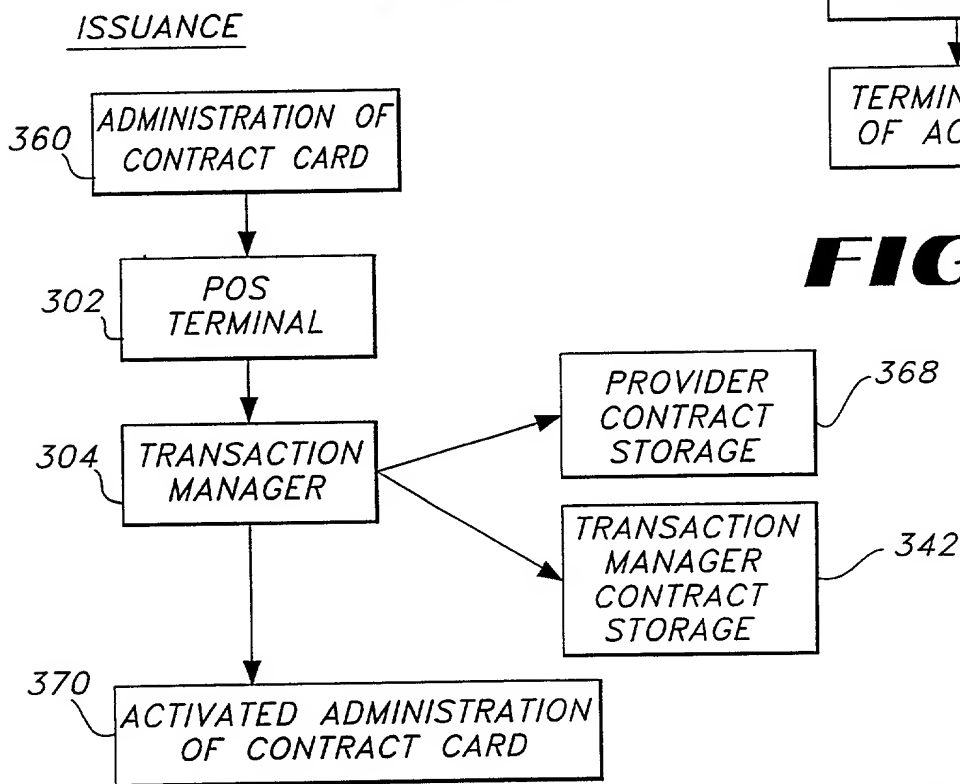 ISSUANCE
360
ADMINISTRATION OF
CONTRACT CARD
302
POS
TERMINAL
304
TRANSACTION
MANAGER
PROVIDER
CONTRACT
STORAGE
368
TRANSACTION
MANAGER
CONTRACT
STORAGE
342
370
ACTIVATED ADMINISTRATION
OF CONTRACT CARD
OF